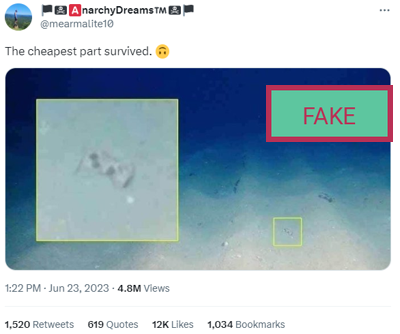 🏴☠🅰narchyDreams™☠🏴
@mearmalite10
The cheapest part survived. 🙃
FAKE
1:22 PM · Jun 23, 2023 · 4.8M Views
1,520 Retweets 619 Quotes 12K Likes 1,034 Bookmarks